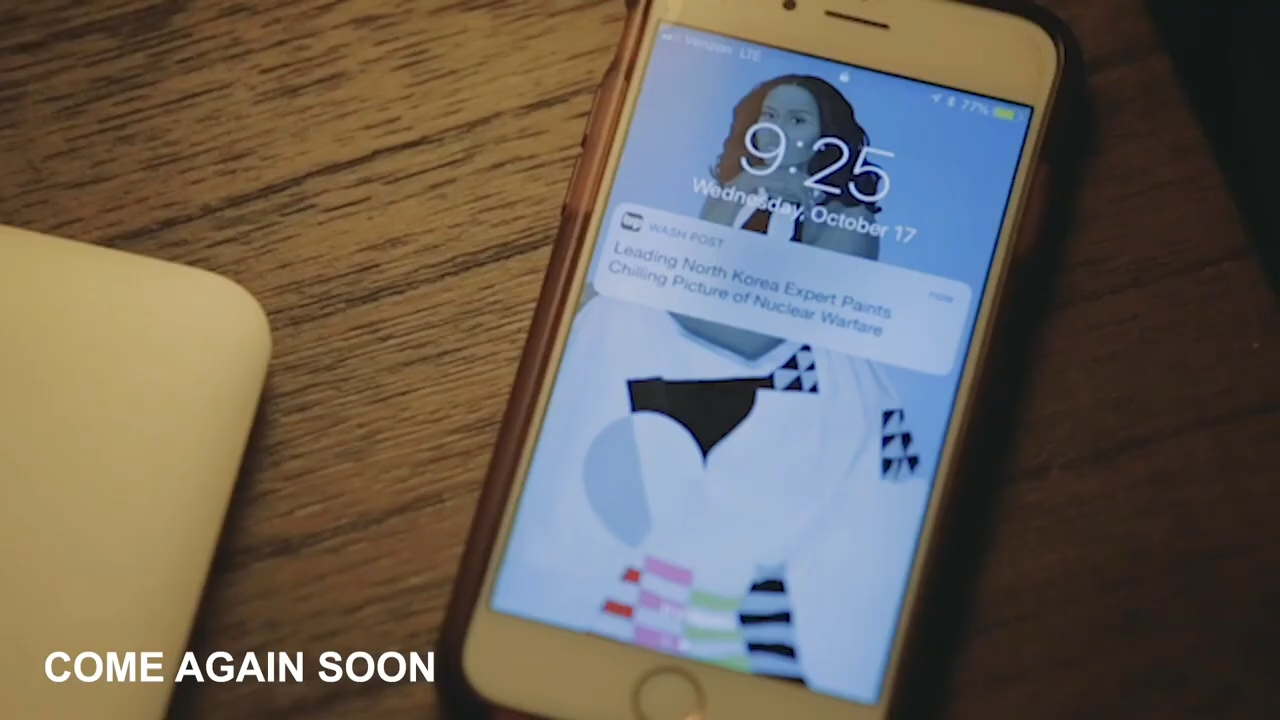 Verizon LTE
77%
9:25
Wednesday, October 17
wp WASH POST
now
Leading North Korea Expert Paints
Chilling Picture of Nuclear Warfare
COME AGAIN SOON